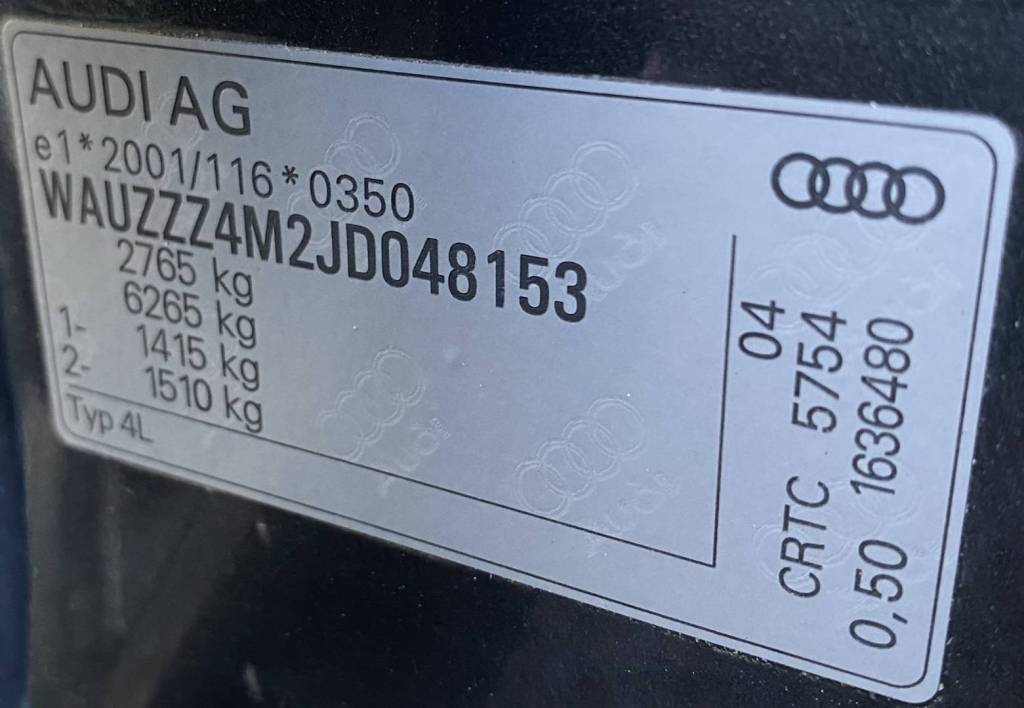 AUDI AG
e1*2001/116*0350
WAUZZZ4M2JD048153
2765 kg
6265 kg
1- 1415 kg
2- 1510 kg
Typ 4L
04
CRTC 5754
0,50 1636480